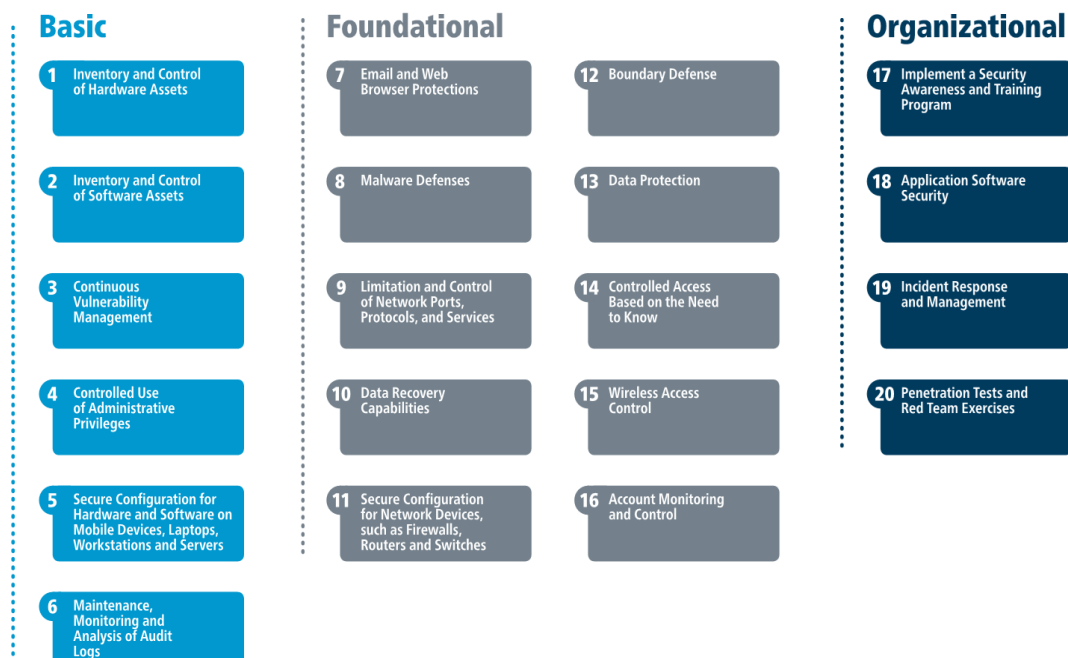 Basic
1
Inventory and Control
of Hardware Assets
2
Inventory and Control
of Software Assets
3
Continuous
Vulnerability
Management
4
Controlled Use
of Administrative
Privileges
5
Secure Configuration for
Hardware and Software on
Mobile Devices, Laptops,
Workstations and Servers
6
Maintenance,
Monitoring and
Analysis of Audit
Logs
Foundational
7
Email and Web
Browser Protections
8
Malware Defenses
9
Limitation and Control
of Network Ports,
Protocols, and Services
10
Data Recovery
Capabilities
11
Secure Configuration
for Network Devices,
such as Firewalls,
Routers and Switches
12
Boundary Defense
13
Data Protection
14
Controlled Access
Based on the Need
to Know
15
Wireless Access
Control
16
Account Monitoring
and Control
Organizational
17
Implement a Security
Awareness and Training
Program
18
Application Software
Security
19
Incident Response
and Management
20
Penetration Tests and
Red Team Exercises